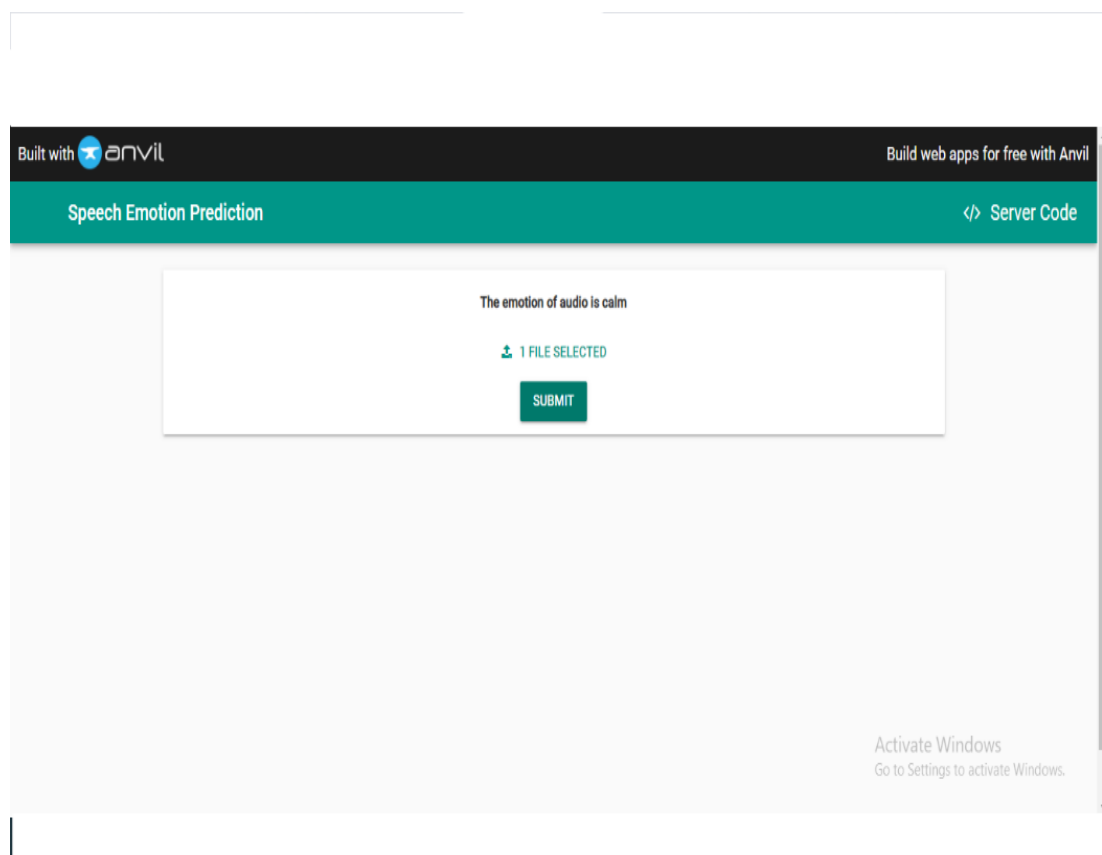 Built with anvil
Build web apps for free with Anvil
Speech Emotion Prediction
</> Server Code
The emotion of audio is calm
1 FILE SELECTED
SUBMIT
Activate Windows
Go to Settings to activate Windows.